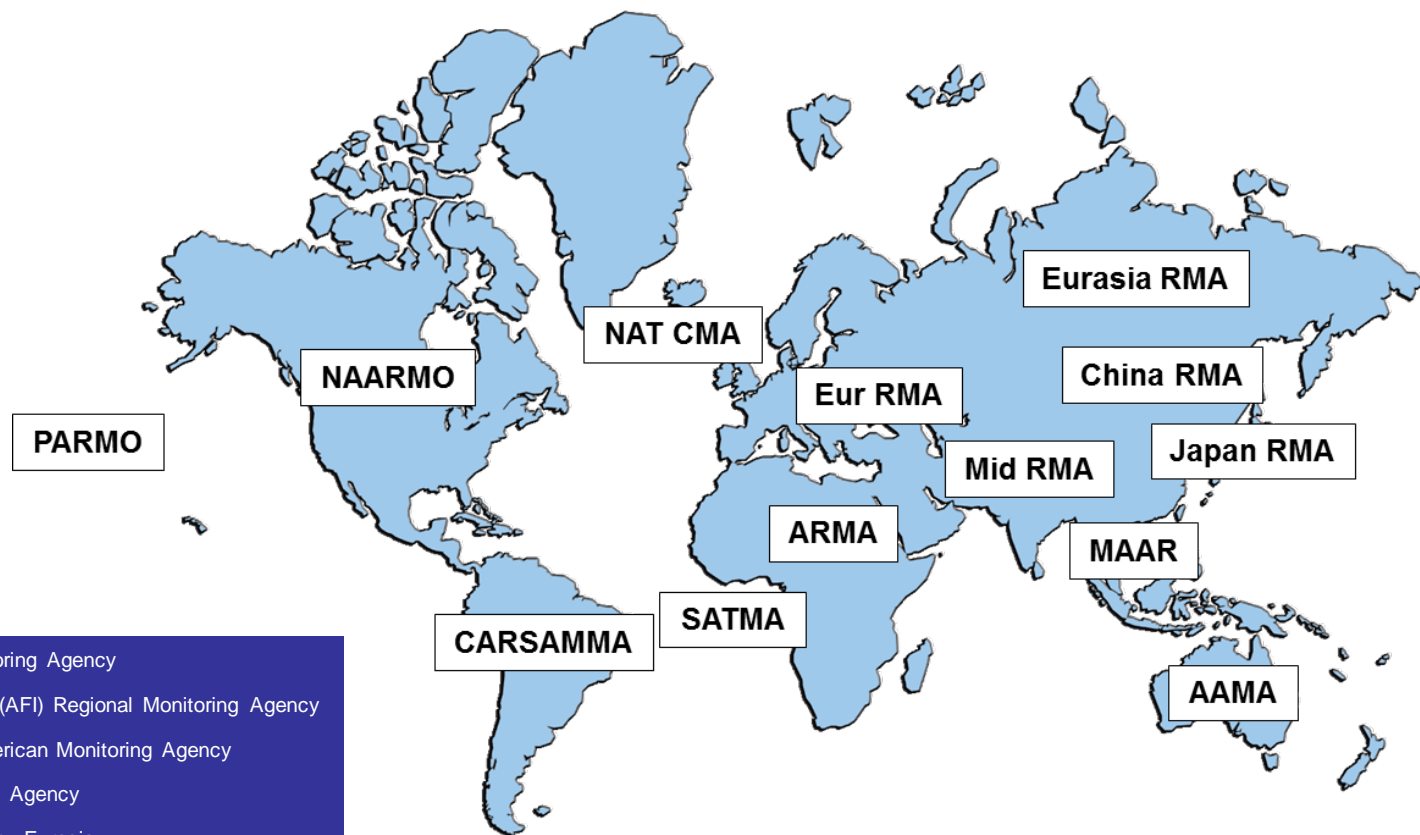 Eurasia RMA
NAT CMA
NAARMO
China RMA
Eur RMA
PARMO
Japan RMA
Mid RMA
ARMA
MAAR
SATMA
CARSAMMA
AAMA
oring Agency
(AFI) Regional Monitoring Agency
erican Monitoring Agency
Agency